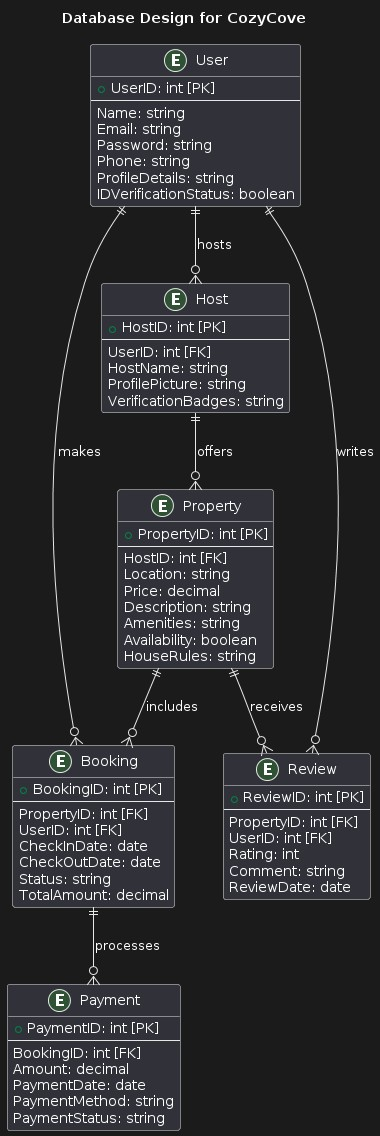 Database Design for CozyCove
E User
UserID: int [PK]
Name: string
Email: string
Password: string
Phone: string
ProfileDetails: string
IDVerificationStatus: boolean
hosts
E Host
HostID: int [PK]
UserID: int [FK]
HostName: string
ProfilePicture: string
VerificationBadges: string
makes
offers
writes
E Property
PropertyID: int [PK]
HostID: int [FK]
Location: string
Price: decimal
Description: string
Amenities: string
Availability: boolean
HouseRules: string
includes
receives
E Booking
BookingID: int [PK]
PropertyID: int [FK]
UserID: int [FK]
CheckInDate: date
CheckOutDate: date
Status: string
TotalAmount: decimal
E Review
ReviewID: int [PK]
PropertyID: int [FK]
UserID: int [FK]
Rating: int
Comment: string
ReviewDate: date
processes
E Payment
PaymentID: int [PK]
BookingID: int [FK]
Amount: decimal
PaymentDate: date
PaymentMethod: string
PaymentStatus: string